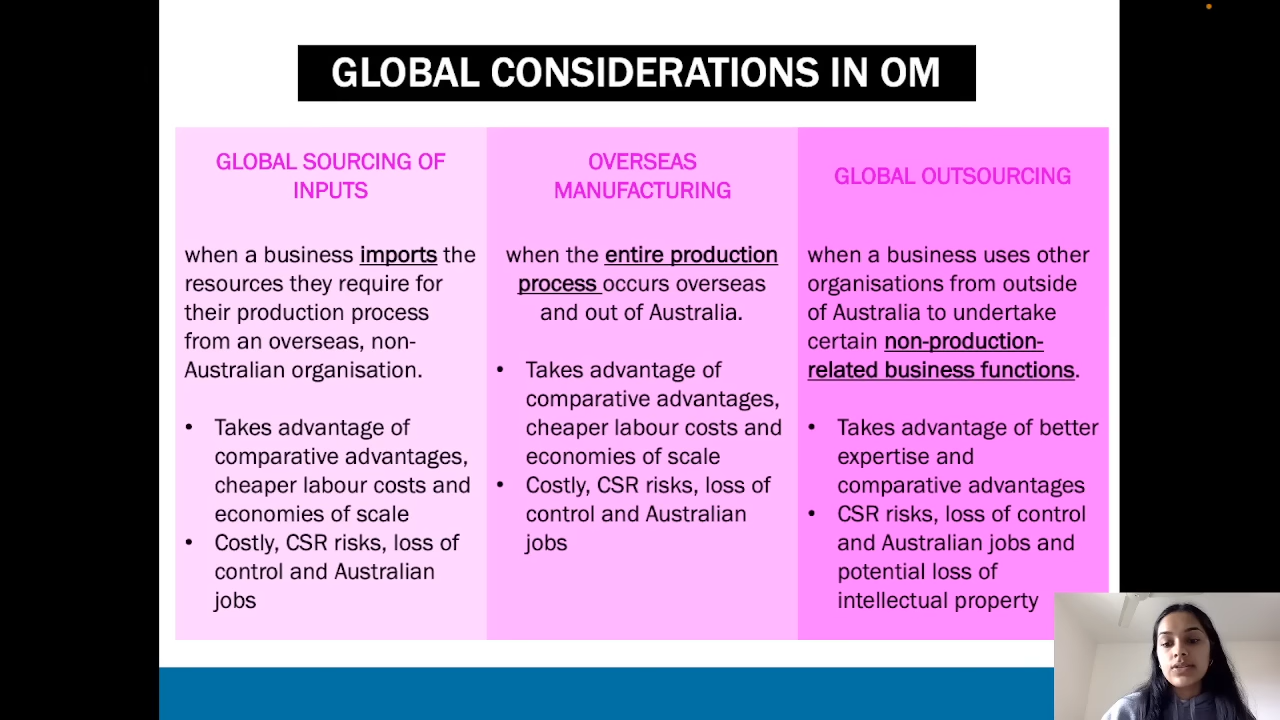 GLOBAL CONSIDERATIONS IN OM
GLOBAL SOURCING OF
INPUTS
when a business imports the
resources they require for
their production process
from an overseas, non-
Australian organisation.
• Takes advantage of
comparative advantages,
cheaper labour costs and
economies of scale
• Costly, CSR risks, loss of
control and Australian
jobs
OVERSEAS
MANUFACTURING
when the entire production
process occurs overseas
and out of Australia.
• Takes advantage of
comparative advantages,
cheaper labour costs and
economies of scale
• Costly, CSR risks, loss of
control and Australian
jobs
GLOBAL OUTSOURCING
when a business uses other
organisations from outside
of Australia to undertake
certain non-production-
related business functions.
• Takes advantage of better
expertise and
comparative advantages
• CSR risks, loss of control
and Australian jobs and
potential loss of
intellectual property